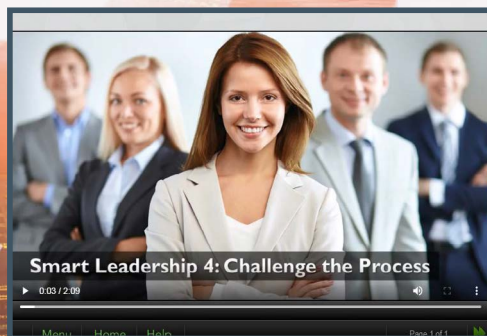 Smart Leadership 4: Challenge the Process
0:03 / 2:09
Menu Home Help Page 1 of 1